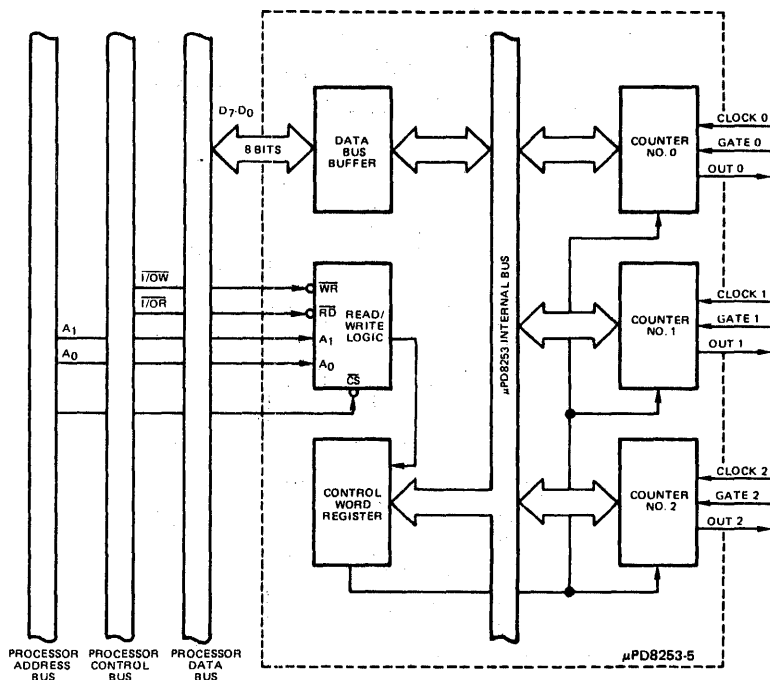 D7-D0
8 BITS
DATA
BUS
BUFFER
COUNTER
NO. 0
CLOCK 0
GATE 0
OUT 0
I/OW
I/OR
A1
A0
WR
RD
READ/
WRITE
LOGIC
A1
A0
CS
µPD8253 INTERNAL BUS
COUNTER
NO. 1
CLOCK 1
GATE 1
OUT 1
CONTROL
WORD
REGISTER
COUNTER
NO. 2
CLOCK 2
GATE 2
OUT 2
PROCESSOR
ADDRESS
BUS
PROCESSOR
CONTROL
BUS
PROCESSOR
DATA
BUS
µPD8253-5